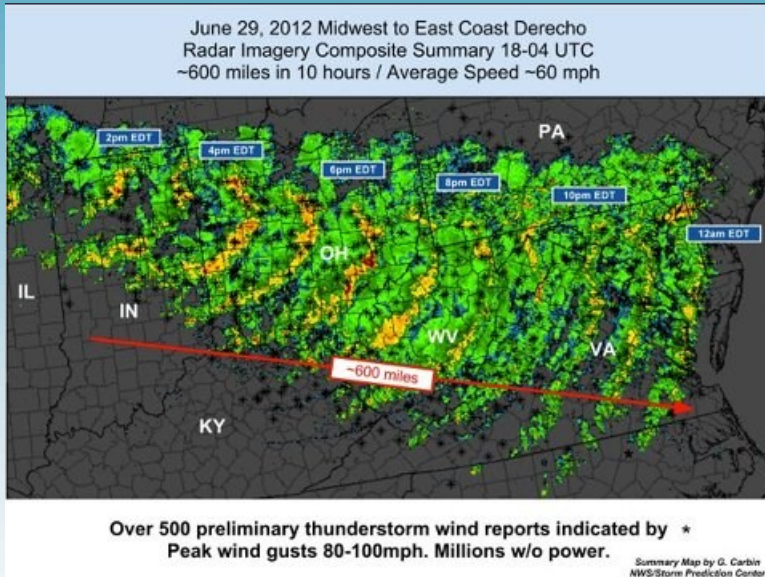 June 29, 2012 Midwest to East Coast Derecho
Radar Imagery Composite Summary 18-04 UTC
~600 miles in 10 hours / Average Speed ~60 mph
PA
2pm EDT
4pm EDT
6pm EDT
8pm EDT
10pm EDT
12am EDT
OH
IL
IN
WV
VA
~600 miles
KY
Over 500 preliminary thunderstorm wind reports indicated by *
Peak wind gusts 80-100mph. Millions w/o power.
Summary Map by G. Carbin
NWS/Storm Prediction Center